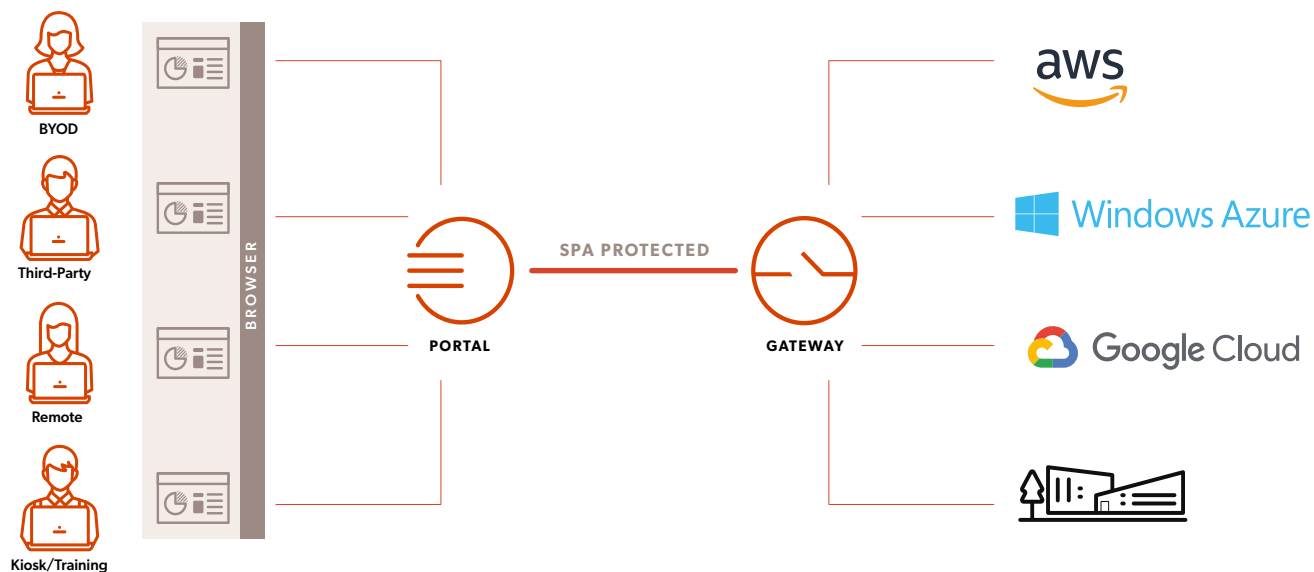 BYOD
Third-Party
Remote
Kiosk/Training
BROWSER
PORTAL
SPA PROTECTED
GATEWAY
aws
Windows Azure
Google Cloud